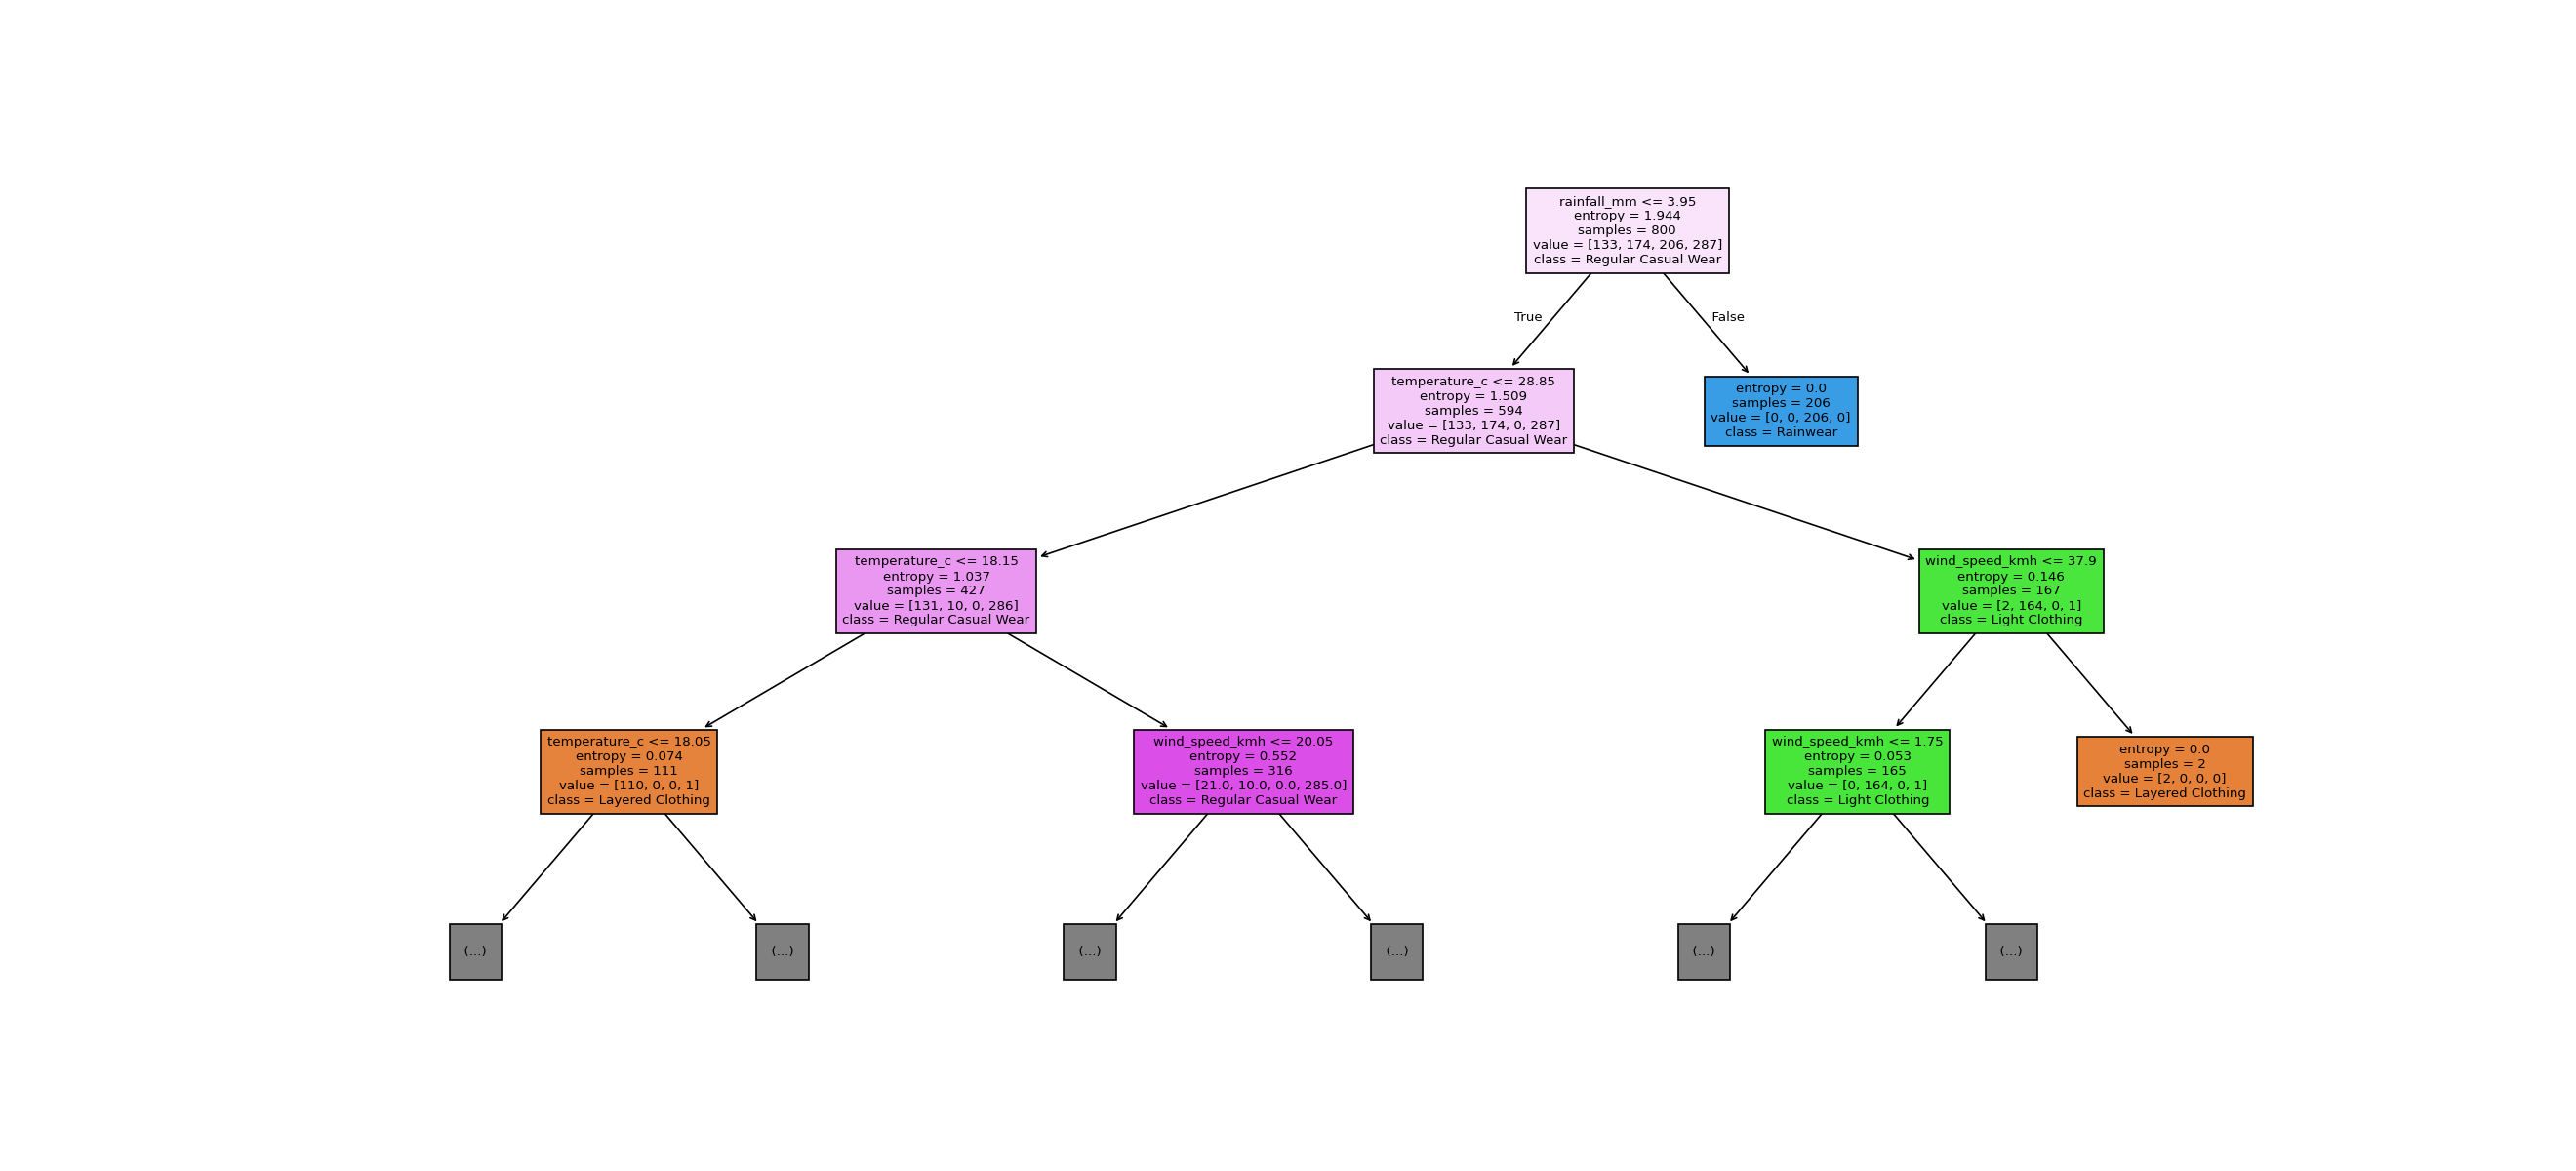 rainfall_mm <= 3.95
entropy = 1.944
samples = 800
value = [133, 174, 206, 287]
class = Regular Casual Wear
True
False
temperature_c <= 28.85
entropy = 1.509
samples = 594
value = [133, 174, 0, 287]
class = Regular Casual Wear
entropy = 0.0
samples = 206
value = [0, 0, 206, 0]
class = Rainwear
temperature_c <= 18.15
entropy = 1.037
samples = 427
value = [131, 10, 0, 286]
class = Regular Casual Wear
wind_speed_kmh <= 37.9
entropy = 0.146
samples = 167
value = [2, 164, 0, 1]
class = Light Clothing
temperature_c <= 18.05
entropy = 0.074
samples = 111
value = [110, 0, 0, 1]
class = Layered Clothing
wind_speed_kmh <= 20.05
entropy = 0.552
samples = 316
value = [21.0, 10.0, 0.0, 285.0]
class = Regular Casual Wear
wind_speed_kmh <= 1.75
entropy = 0.053
samples = 165
value = [0, 164, 0, 1]
class = Light Clothing
entropy = 0.0
samples = 2
value = [2, 0, 0, 0]
class = Layered Clothing
(...)
(...)
(...)
(...)
(...)
(...)